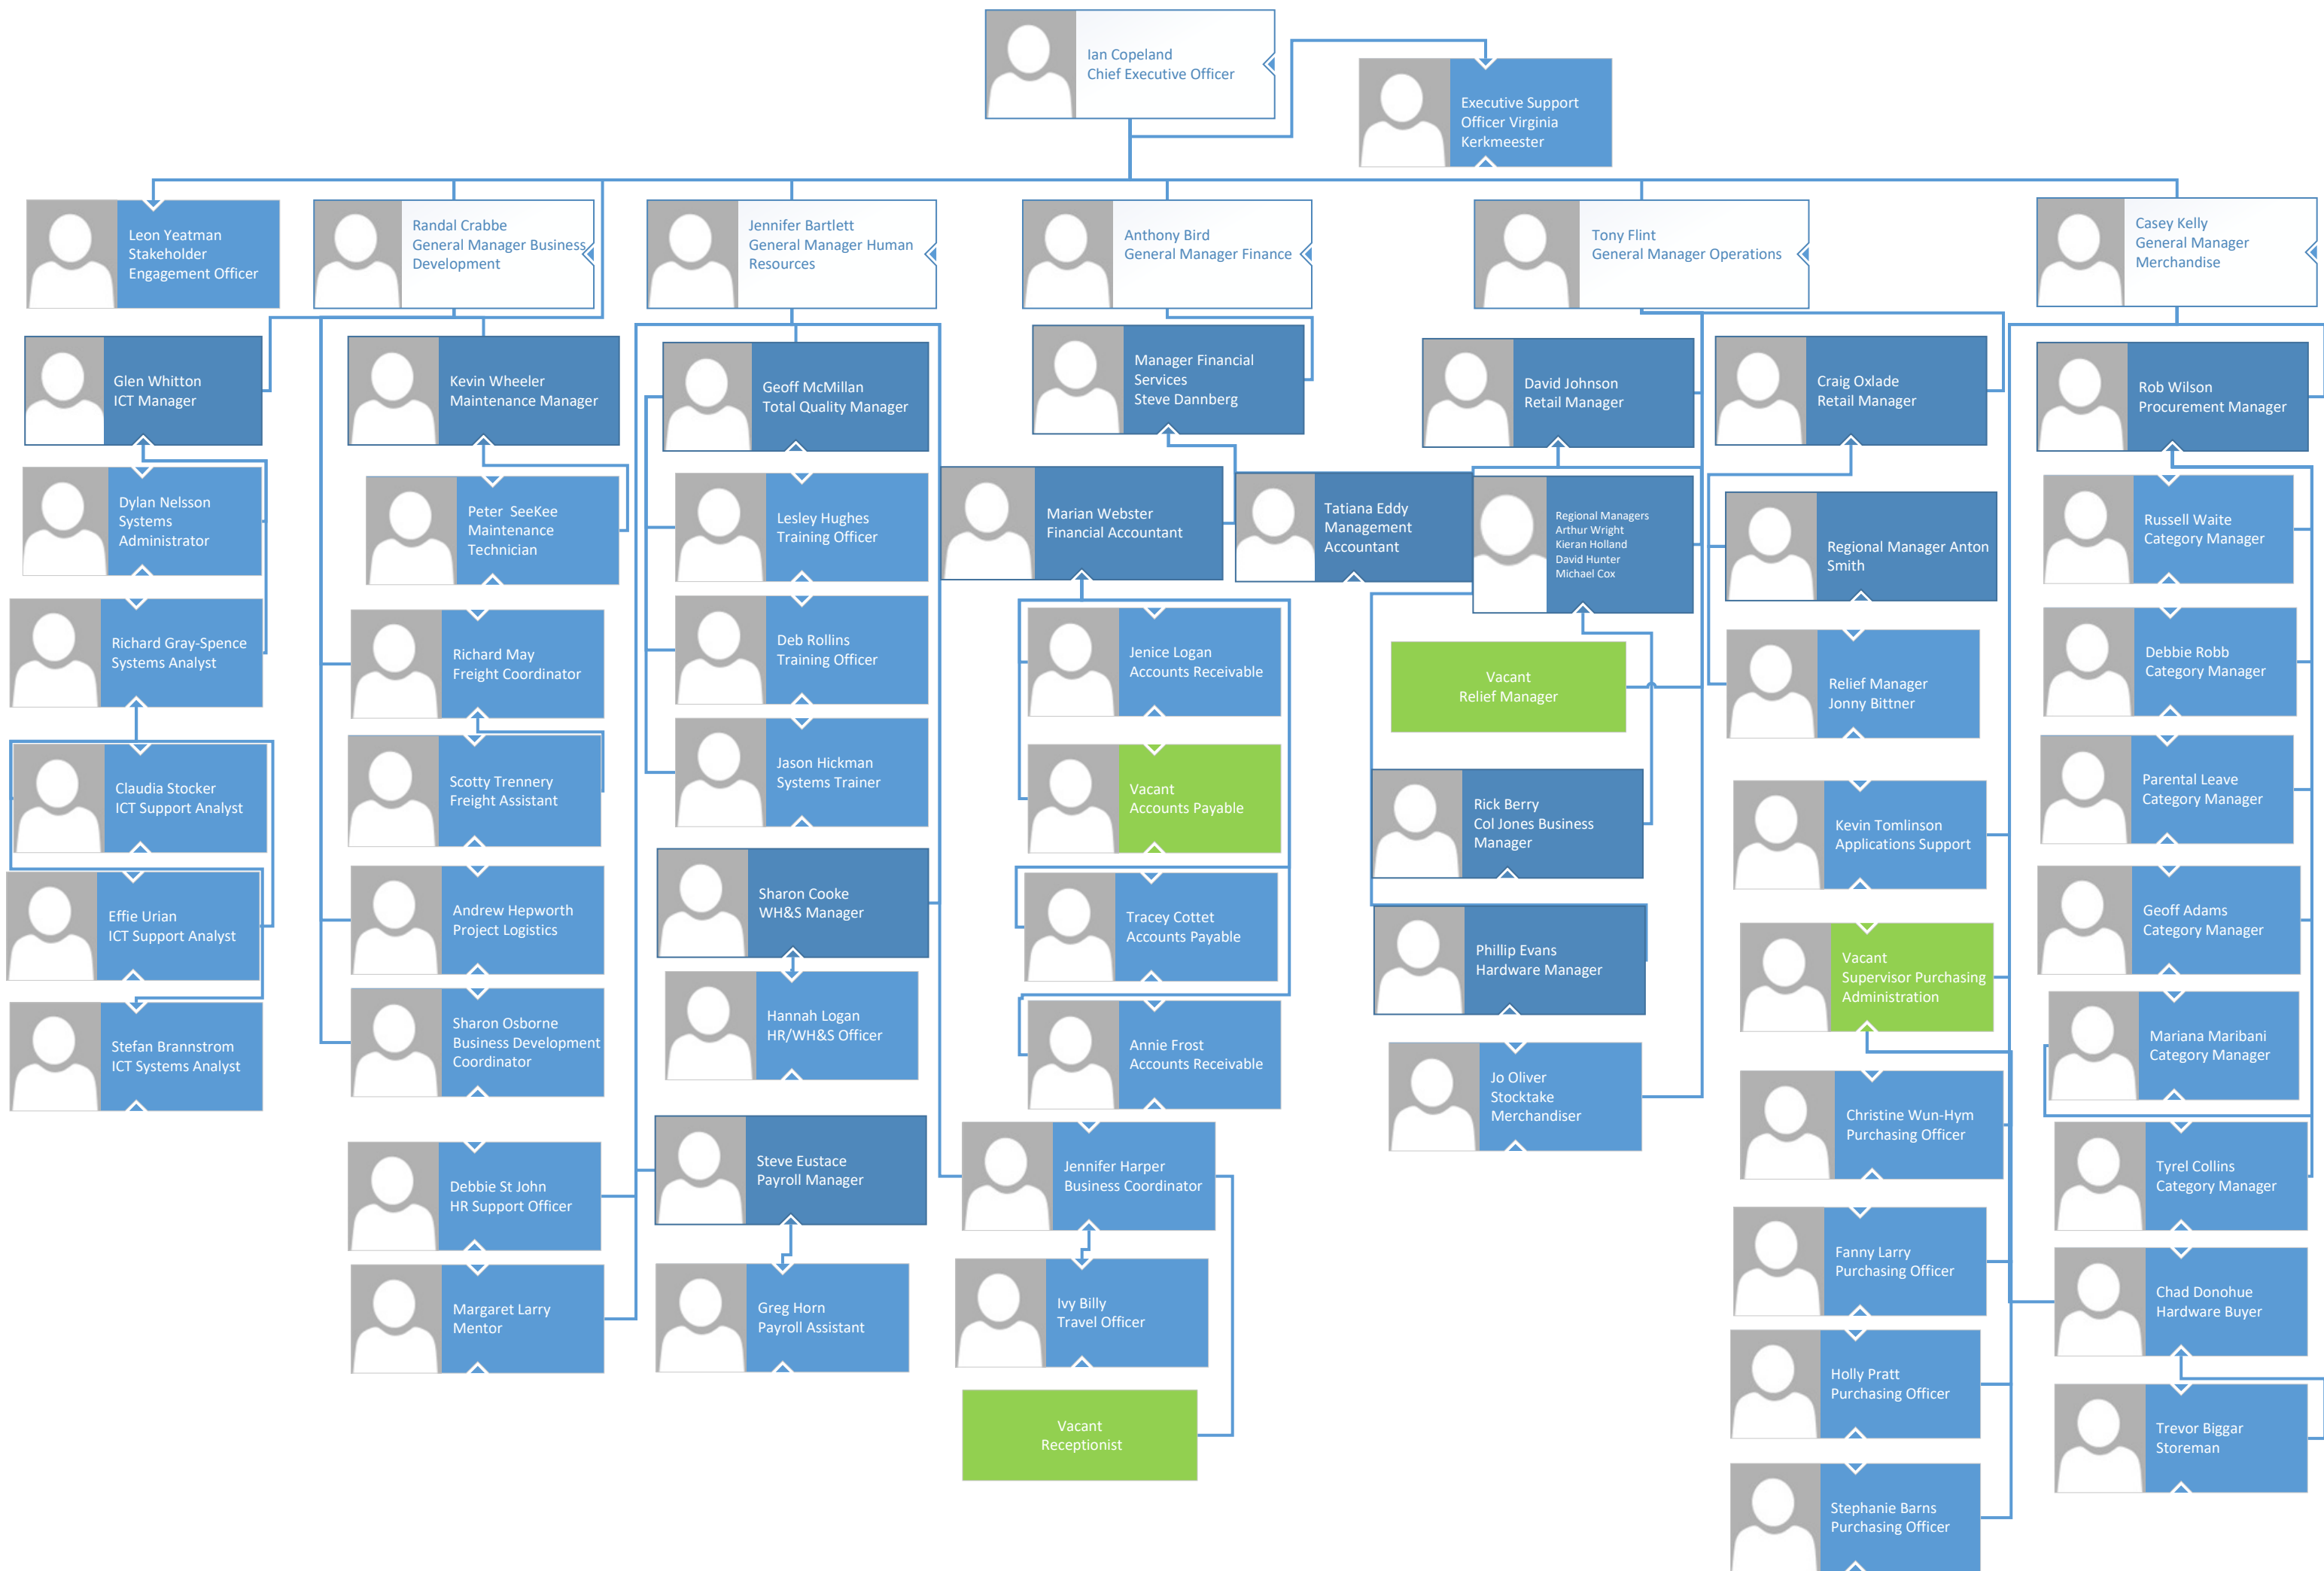 Ian Copeland
Chief Executive Officer
Executive Support
Officer Virginia
Kerkmeester
Leon Yeatman
Stakeholder
Engagement Officer
Randal Crabbe
General Manager Business
Development
Jennifer Bartlett
General Manager Human
Resources
Anthony Bird
General Manager Finance
Tony Flint
General Manager Operations
Casey Kelly
General Manager
Merchandise
Glen Whitton
ICT Manager
Kevin Wheeler
Maintenance Manager
Geoff McMillan
Total Quality Manager
Manager Financial
Services
Steve Dannberg
David Johnson
Retail Manager
Craig Oxlade
Retail Manager
Rob Wilson
Procurement Manager
Dylan Nelsson
Systems
Administrator
Peter  SeeKee
Maintenance
Technician
Lesley Hughes
Training Officer
Marian Webster
Financial Accountant
Tatiana Eddy
Management
Accountant
Regional Managers
Arthur Wright
Kieran Holland
David Hunter
Michael Cox
Regional Manager Anton
Smith
Russell Waite
Category Manager
Richard Gray-Spence
Systems Analyst
Richard May
Freight Coordinator
Deb Rollins
Training Officer
Jenice Logan
Accounts Receivable
Vacant
Relief Manager
Relief Manager
Jonny Bittner
Debbie Robb
Category Manager
Claudia Stocker
ICT Support Analyst
Scotty Trennery
Freight Assistant
Jason Hickman
Systems Trainer
Vacant
Accounts Payable
Rick Berry
Col Jones Business
Manager
Kevin Tomlinson
Applications Support
Parental Leave
Category Manager
Effie Urian
ICT Support Analyst
Andrew Hepworth
Project Logistics
Sharon Cooke
WH&S Manager
Tracey Cottet
Accounts Payable
Phillip Evans
Hardware Manager
Vacant
Supervisor Purchasing
Administration
Geoff Adams
Category Manager
Stefan Brannstrom
ICT Systems Analyst
Sharon Osborne
Business Development
Coordinator
Hannah Logan
HR/WH&S Officer
Annie Frost
Accounts Receivable
Jo Oliver
Stocktake
Merchandiser
Christine Wun-Hym
Purchasing Officer
Mariana Maribani
Category Manager
Debbie St John
HR Support Officer
Steve Eustace
Payroll Manager
Jennifer Harper
Business Coordinator
Fanny Larry
Purchasing Officer
Tyrel Collins
Category Manager
Margaret Larry
Mentor
Greg Horn
Payroll Assistant
Ivy Billy
Travel Officer
Holly Pratt
Purchasing Officer
Chad Donohue
Hardware Buyer
Vacant
Receptionist
Stephanie Barns
Purchasing Officer
Trevor Biggar
Storeman